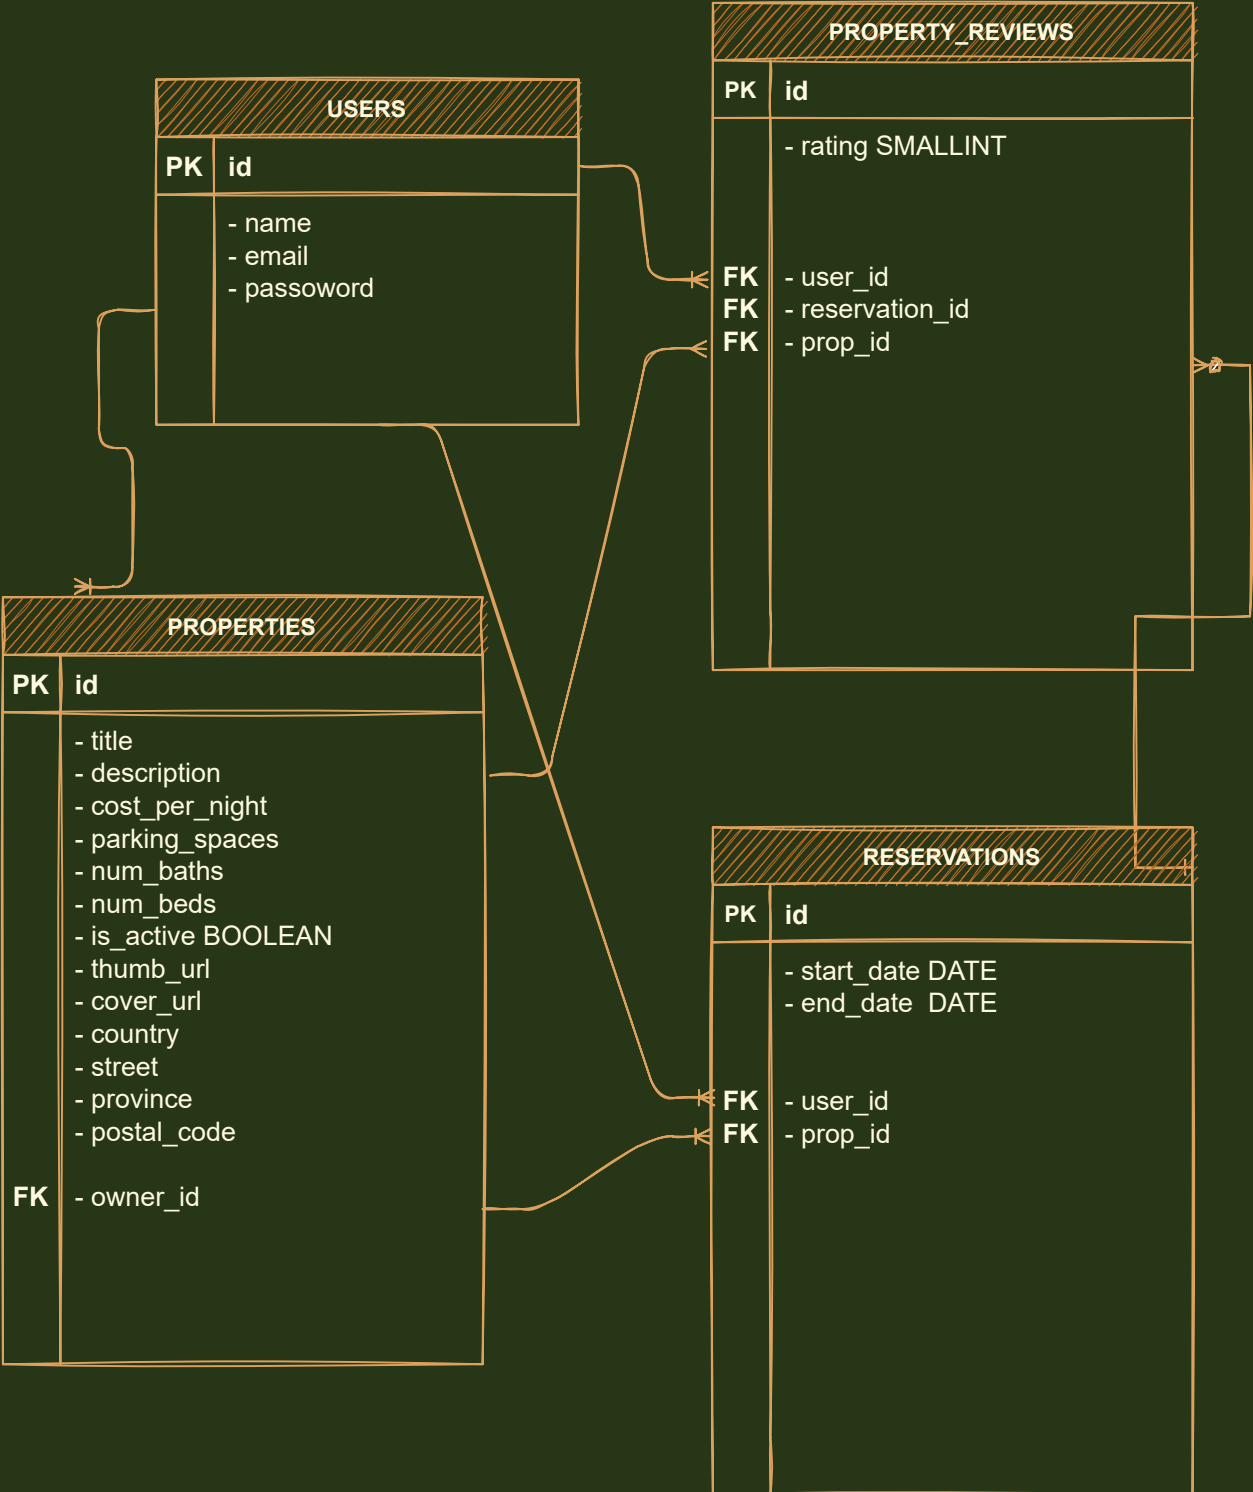 USERS
PK id
- name
- email
- passoword
PROPERTY_REVIEWS
PK id
- rating SMALLINT
FK - user_id
FK - reservation_id
FK - prop_id
PROPERTIES
PK id
- title
- description
- cost_per_night
- parking_spaces
- num_baths
- num_beds
- is_active BOOLEAN
- thumb_url
- cover_url
- country
- street
- province
- postal_code
FK - owner_id
RESERVATIONS
PK id
- start_date DATE
- end_date  DATE
FK - user_id
FK - prop_id